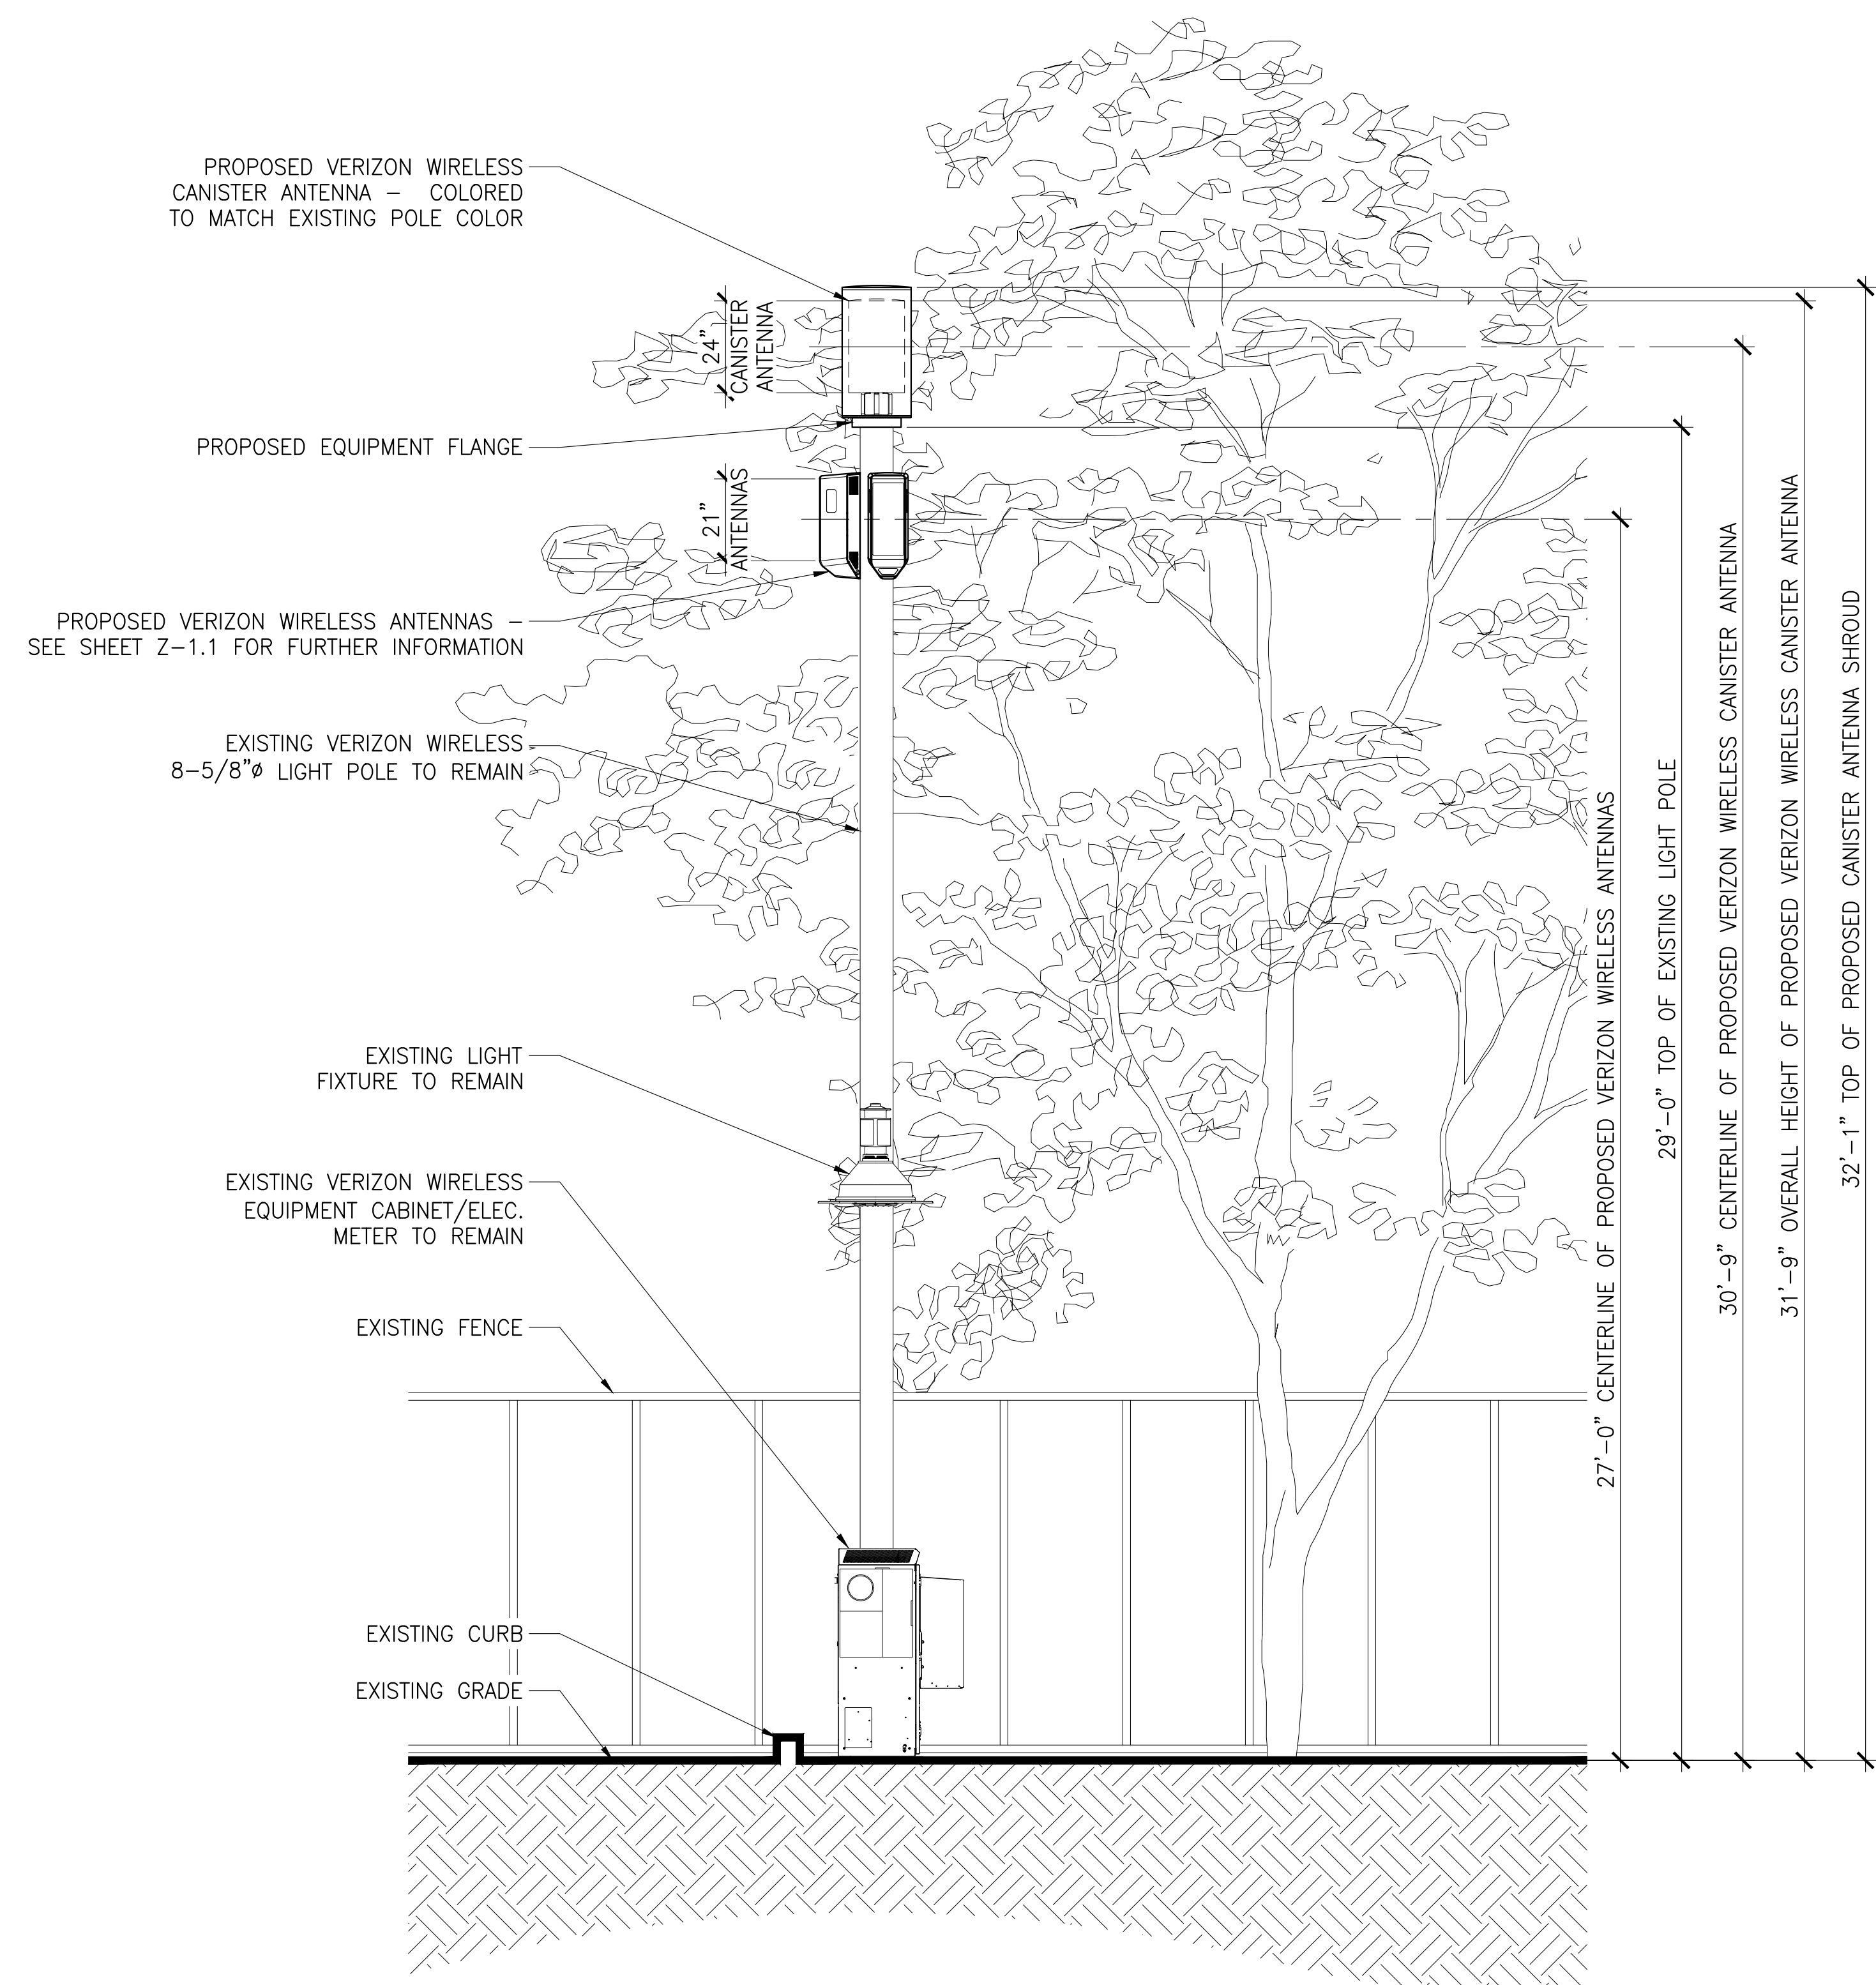 PROPOSED VERIZON WIRELESS
CANISTER ANTENNA – COLORED
TO MATCH EXISTING POLE COLOR
24"
CANISTER
ANTENNA
PROPOSED EQUIPMENT FLANGE
21"
ANTENNAS
PROPOSED VERIZON WIRELESS ANTENNAS –
SEE SHEET Z–1.1 FOR FURTHER INFORMATION
EXISTING VERIZON WIRELESS
8–5/8"ø LIGHT POLE TO REMAIN
EXISTING LIGHT
FIXTURE TO REMAIN
EXISTING VERIZON WIRELESS
EQUIPMENT CABINET/ELEC.
METER TO REMAIN
EXISTING FENCE
EXISTING CURB
EXISTING GRADE
27'–0" CENTERLINE OF PROPOSED VERIZON WIRELESS ANTENNAS
29'–0" TOP OF EXISTING LIGHT POLE
30'–9" CENTERLINE OF PROPOSED VERIZON WIRELESS CANISTER ANTENNA
31'–9" OVERALL HEIGHT OF PROPOSED VERIZON WIRELESS CANISTER ANTENNA
32'–1" TOP OF PROPOSED CANISTER ANTENNA SHROUD